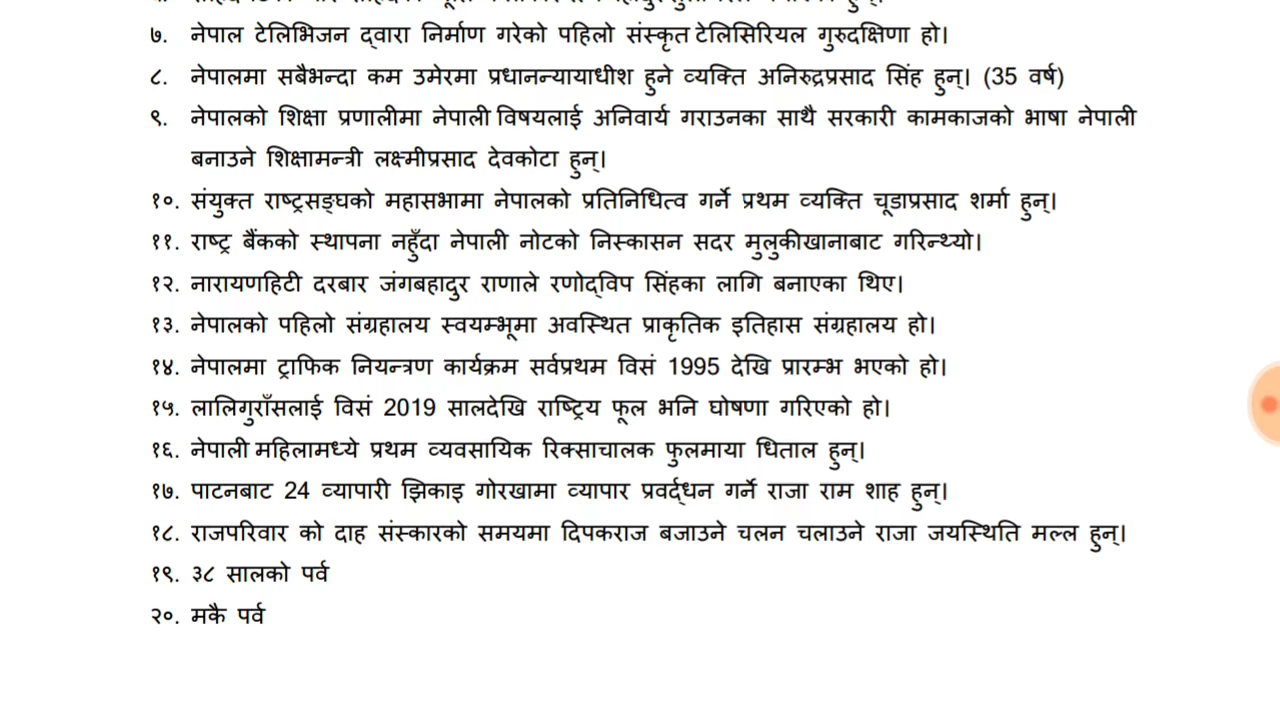 ७. नेपाल टेलिभिजन द्वारा निर्माण गरेको पहिलो संस्कृत टेलिसिरियल गुरुदक्षिणा हो।
८. नेपालमा सबैभन्दा कम उमेरमा प्रधानन्यायाधीश हुने व्यक्ति अनिरुद्रप्रसाद सिंह हुन्। (35 वर्ष)
९. नेपालको शिक्षा प्रणालीमा नेपाली विषयलाई अनिवार्य गराउनका साथै सरकारी कामकाजको भाषा नेपाली
बनाउने शिक्षामन्त्री लक्ष्मीप्रसाद देवकोटा हुन्।
१०. संयुक्त राष्ट्रसङ्घको महासभामा नेपालको प्रतिनिधित्व गर्ने प्रथम व्यक्ति चूडाप्रसाद शर्मा हुन्।
११. राष्ट्र बैंकको स्थापना नहुँदा नेपाली नोटको निस्कासन सदर मुलुकीखानाबाट गरिन्थ्यो।
१२. नारायणहिटी दरबार जंगबहादुर राणाले रणोद्विप सिंहका लागि बनाएका थिए।
१३. नेपालको पहिलो संग्रहालय स्वयम्भूमा अवस्थित प्राकृतिक इतिहास संग्रहालय हो।
१४. नेपालमा ट्राफिक नियन्त्रण कार्यक्रम सर्वप्रथम विसं 1995 देखि प्रारम्भ भएको हो।
१५. लालिगुराँसलाई विसं 2019 सालदेखि राष्ट्रिय फूल भनि घोषणा गरिएको हो।
१६. नेपाली महिलामध्ये प्रथम व्यवसायिक रिक्साचालक फुलमाया धिताल हुन्।
१७. पाटनबाट 24 व्यापारी झिकाइ गोरखामा व्यापार प्रवर्द्धन गर्ने राजा राम शाह हुन्।
१८. राजपरिवार को दाह संस्कारको समयमा दिपकराज बजाउने चलन चलाउने राजा जयस्थिति मल्ल हुन्।
१९. ३८ सालको पर्व
२०. मकै पर्व